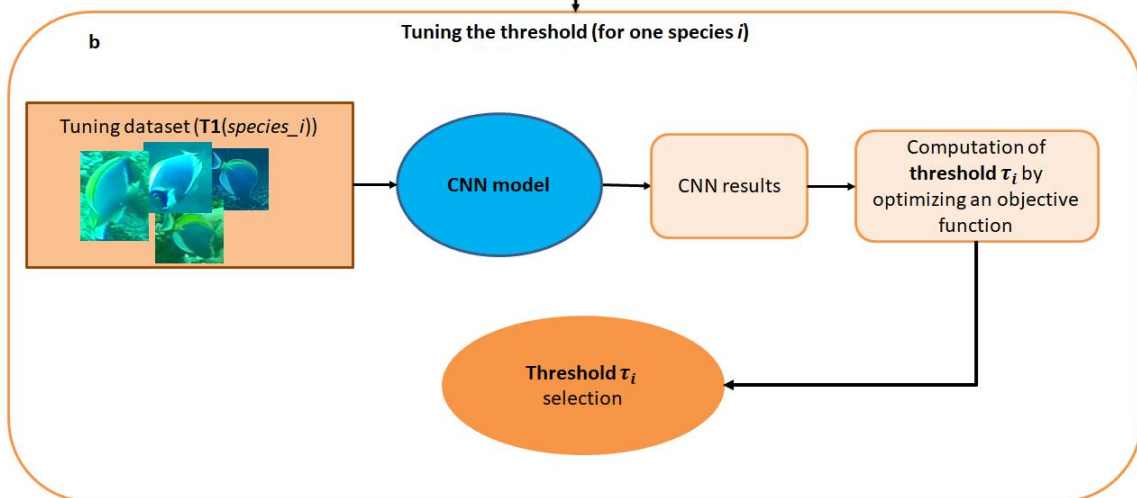 b
Tuning the threshold (for one species i)
Tuning dataset (T1(species_i))
CNN model
CNN results
Computation of
threshold τᵢ by
optimizing an objective
function
Threshold τᵢ
selection